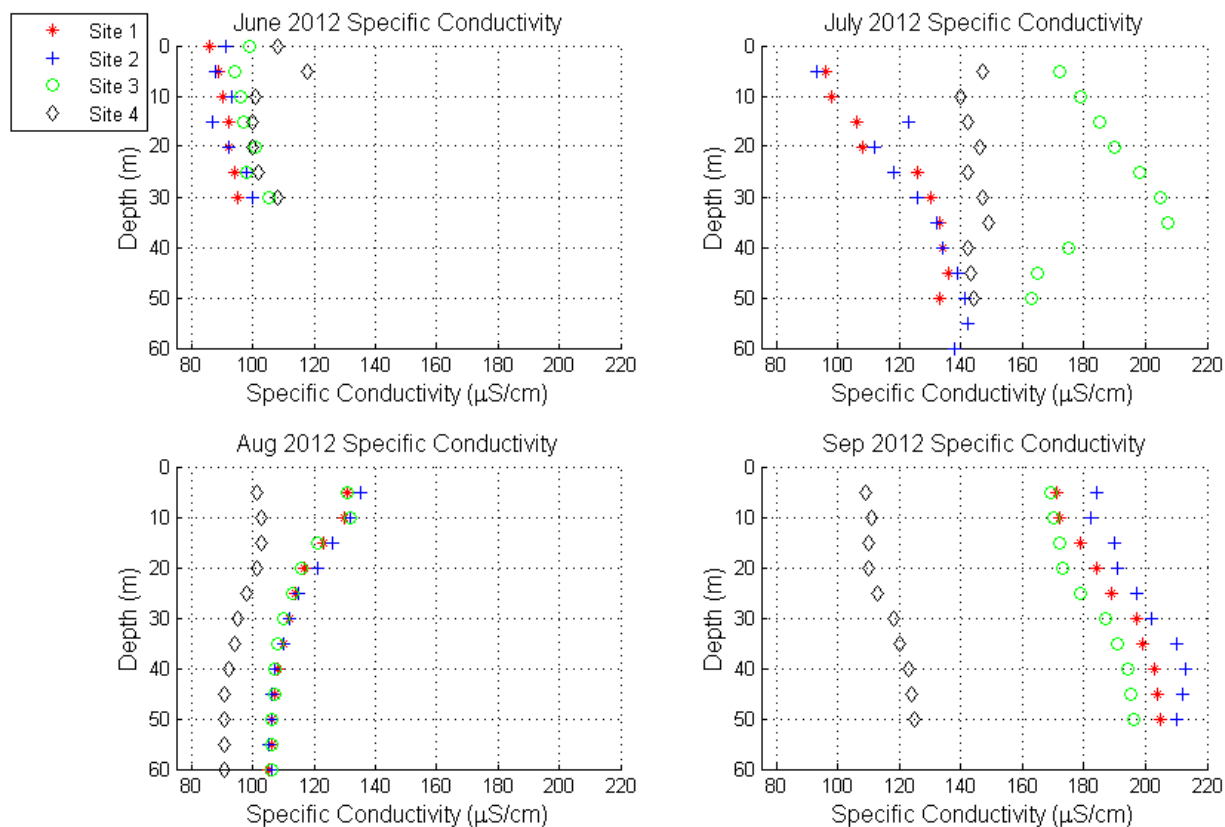 Site 1
Site 2
Site 3
Site 4
June 2012 Specific Conductivity
0
10
20
30
40
50
60
Depth (m)
80 100 120 140 160 180 200 220
Specific Conductivity (µS/cm)
July 2012 Specific Conductivity
0
10
20
30
40
50
60
Depth (m)
80 100 120 140 160 180 200 220
Specific Conductivity (µS/cm)
Aug 2012 Specific Conductivity
0
10
20
30
40
50
60
Depth (m)
80 100 120 140 160 180 200 220
Specific Conductivity (µS/cm)
Sep 2012 Specific Conductivity
0
10
20
30
40
50
60
Depth (m)
80 100 120 140 160 180 200 220
Specific Conductivity (µS/cm)